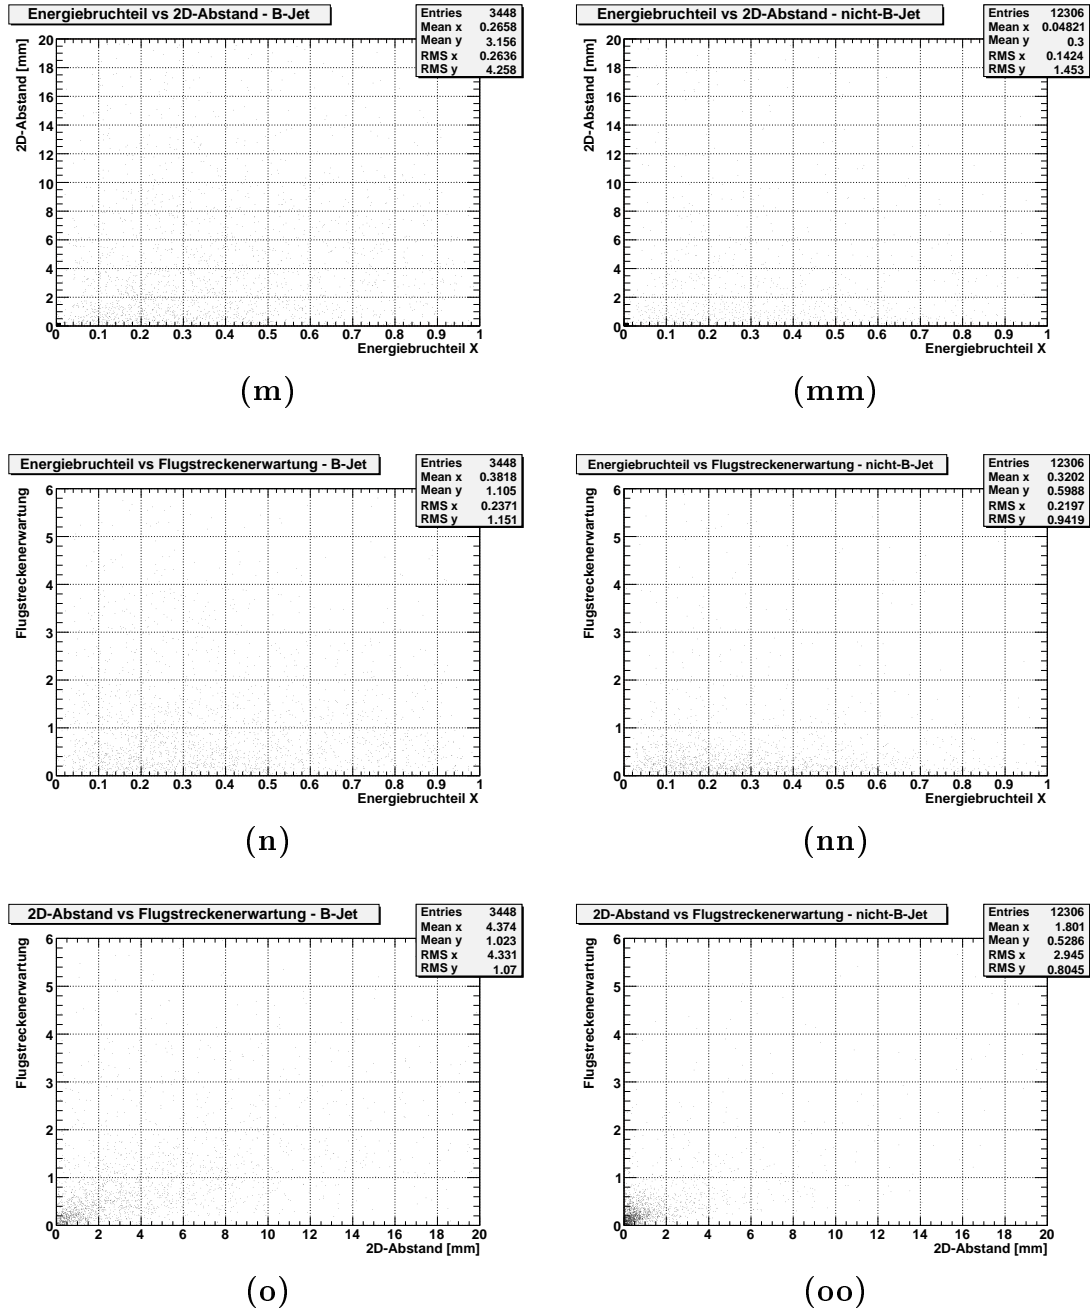 Energiebruchteil vs 2D-Abstand - B-Jet
Entries 3448
Mean x 0.2658
Mean y 3.156
RMS x 0.2636
RMS y 4.258
2D-Abstand [mm]
20
18
16
14
12
10
8
6
4
2
0
0 0.1 0.2 0.3 0.4 0.5 0.6 0.7 0.8 0.9 1
Energiebruchteil X
(m)
Energiebruchteil vs 2D-Abstand - nicht-B-Jet
Entries 12306
Mean x 0.04821
Mean y 0.3
RMS x 0.1424
RMS y 1.453
2D-Abstand [mm]
20
18
16
14
12
10
8
6
4
2
0
0 0.1 0.2 0.3 0.4 0.5 0.6 0.7 0.8 0.9 1
Energiebruchteil X
(mm)
Energiebruchteil vs Flugstreckenerwartung - B-Jet
Entries 3448
Mean x 0.3818
Mean y 1.105
RMS x 0.2371
RMS y 1.151
Flugstreckenerwartung
6
5
4
3
2
1
0
0 0.1 0.2 0.3 0.4 0.5 0.6 0.7 0.8 0.9 1
Energiebruchteil X
(n)
Energiebruchteil vs Flugstreckenerwartung - nicht-B-Jet
Entries 12306
Mean x 0.3202
Mean y 0.5988
RMS x 0.2197
RMS y 0.9419
Flugstreckenerwartung
6
5
4
3
2
1
0
0 0.1 0.2 0.3 0.4 0.5 0.6 0.7 0.8 0.9 1
Energiebruchteil X
(nn)
2D-Abstand vs Flugstreckenerwartung - B-Jet
Entries 3448
Mean x 4.374
Mean y 1.023
RMS x 4.331
RMS y 1.07
Flugstreckenerwartung
6
5
4
3
2
1
0
0 2 4 6 8 10 12 14 16 18 20
2D-Abstand [mm]
(o)
2D-Abstand vs Flugstreckenerwartung - nicht-B-Jet
Entries 12306
Mean x 1.801
Mean y 0.5286
RMS x 2.945
RMS y 0.8045
Flugstreckenerwartung
6
5
4
3
2
1
0
0 2 4 6 8 10 12 14 16 18 20
2D-Abstand [mm]
(oo)